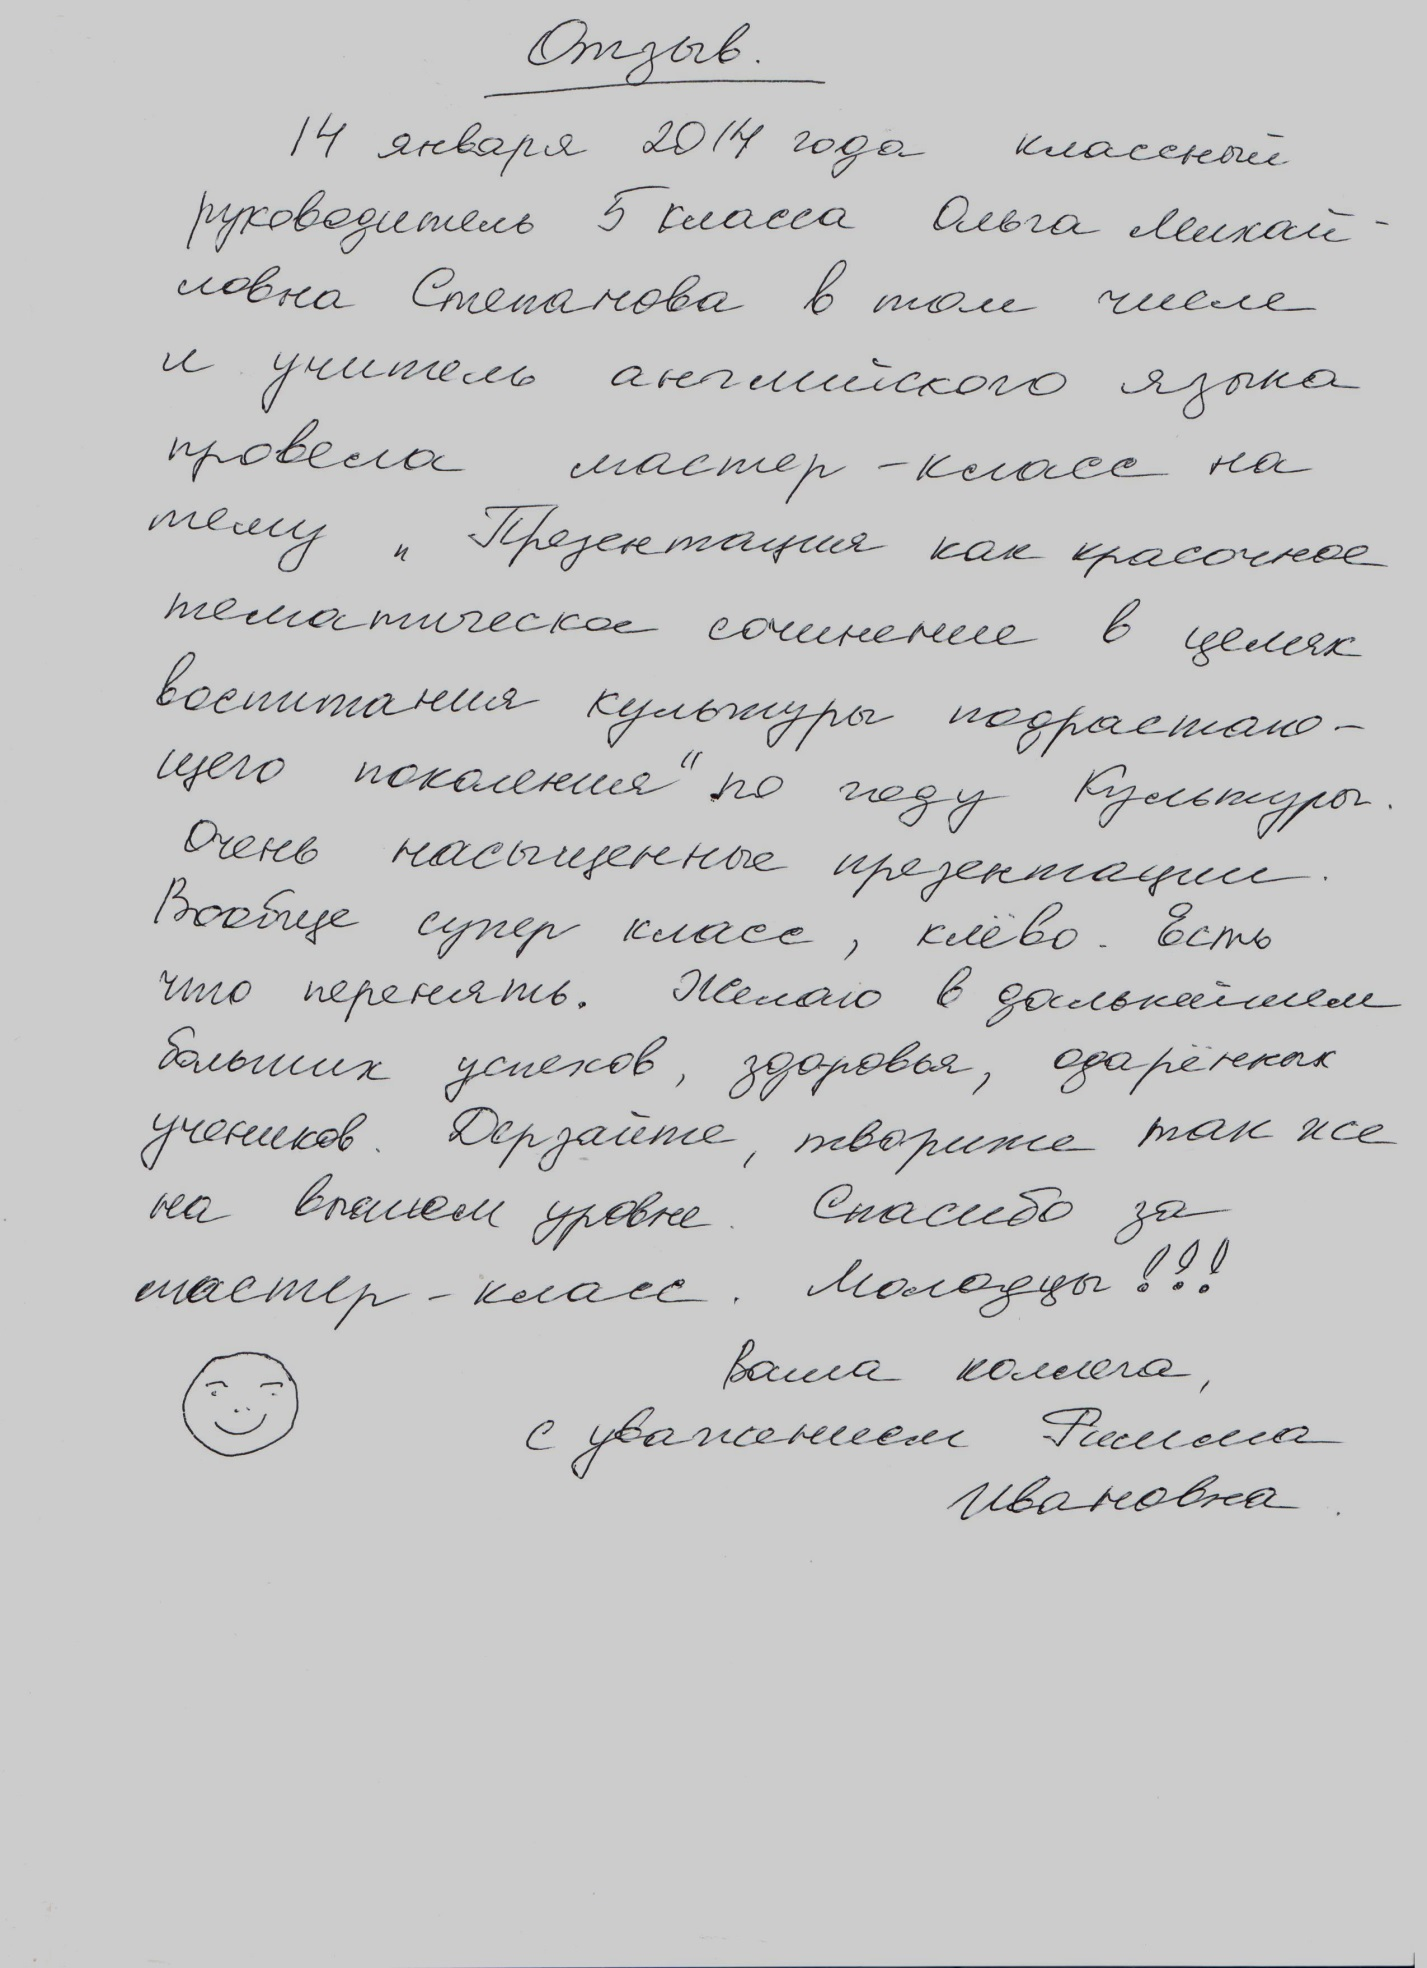 Отзыв.
14 января 2014 года классный
руководитель 5 класса Ольга Михай-
ловна Степанова в том числе
и учитель английского языка
провела мастер-класс на
тему „Презентация как красочное
тематическое сочинение в целях
воспитания культуры подрастаю-
щего поколения" по году Культуры.
Очень насыщенные презентации.
Вообще супер класс, клёво. Есть
что перенять. Желаю в дальнейшем
больших успехов, здоровья, одарённых
учеников. Дерзайте, творите так же
на высшем уровне. Спасибо за
мастер-класс. Молодцы!!!
Ваша коллега,
с уважением Римма
Ивановна.